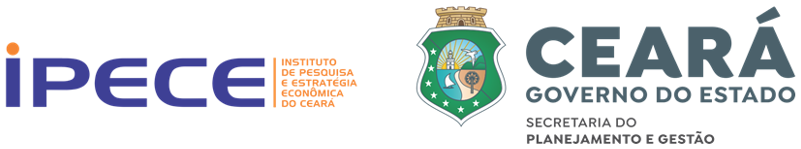 iPECE
INSTITUTO
DE PESQUISA
E ESTRATÉGIA
ECONÔMICA
DO CEARÁ
CEARÁ
GOVERNO DO ESTADO
SECRETARIA DO
PLANEJAMENTO E GESTÃO